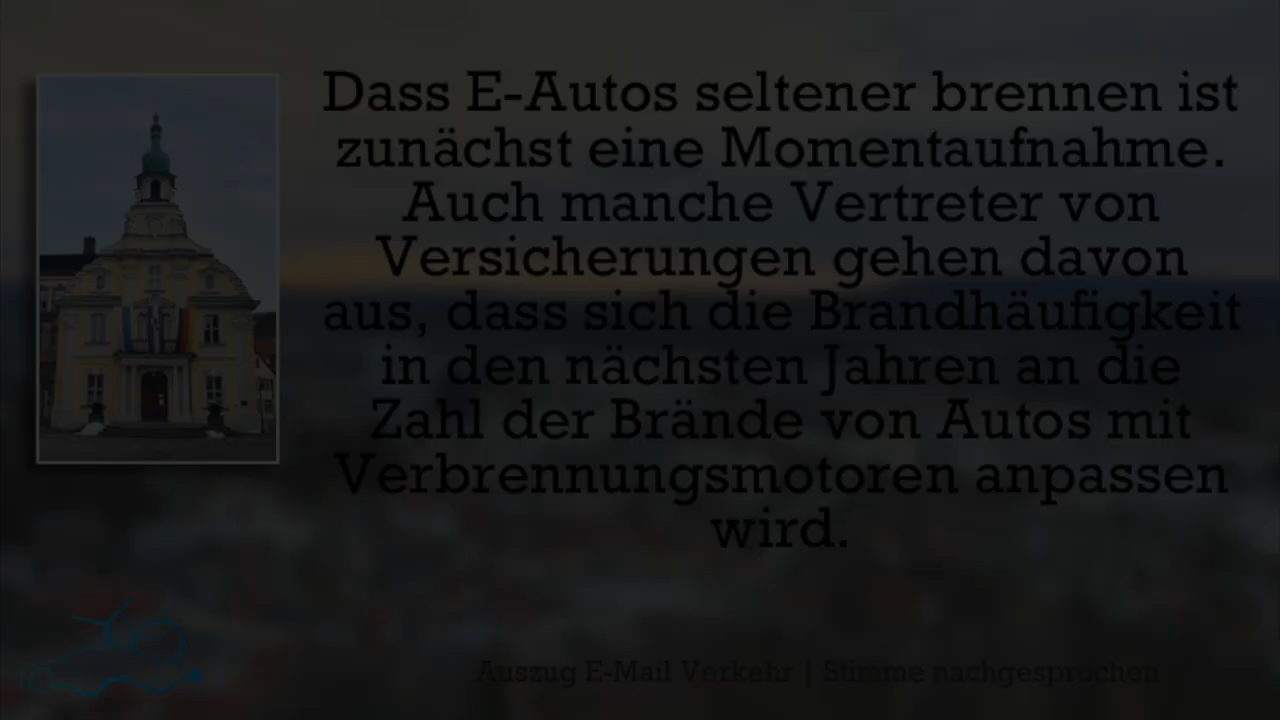 Dass E-Autos seltener brennen ist
zunächst eine Momentaufnahme.
Auch manche Vertreter von
Versicherungen gehen davon
aus, dass sich die Brandhäufigkeit
in den nächsten Jahren an die
Zahl der Brände von Autos mit
Verbrennungsmotoren anpassen
wird.
Auszug E-Mail Verkehr | Stimme nachgesprochen